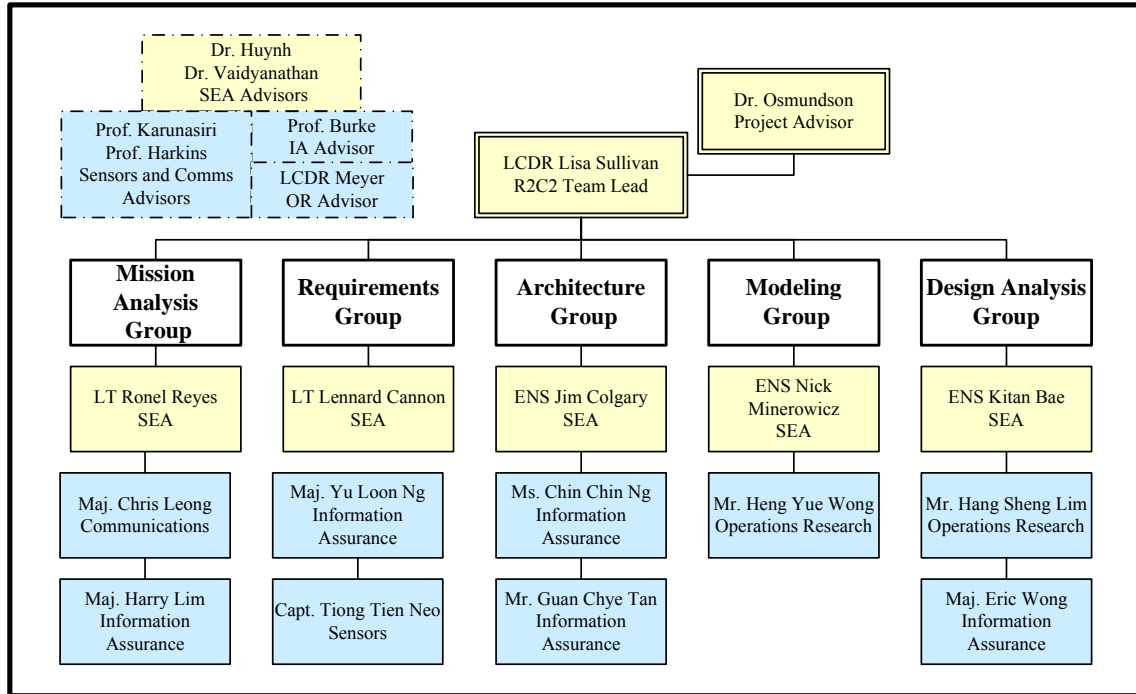 Dr. Huynh
Dr. Vaidyanathan
SEA Advisors
Prof. Karunasiri
Prof. Harkins
Sensors and Comms
Advisors
Prof. Burke
IA Advisor
LCDR Meyer
OR Advisor
Dr. Osmundson
Project Advisor
LCDR Lisa Sullivan
R2C2 Team Lead
Mission
Analysis
Group
Requirements
Group
Architecture
Group
Modeling
Group
Design Analysis
Group
LT Ronel Reyes
SEA
LT Lennard Cannon
SEA
ENS Jim Colgary
SEA
ENS Nick
Minerowicz
SEA
ENS Kitan Bae
SEA
Maj. Chris Leong
Communications
Maj. Yu Loon Ng
Information
Assurance
Ms. Chin Chin Ng
Information
Assurance
Mr. Heng Yue Wong
Operations Research
Mr. Hang Sheng Lim
Operations Research
Maj. Harry Lim
Information
Assurance
Capt. Tiong Tien Neo
Sensors
Mr. Guan Chye Tan
Information
Assurance
Maj. Eric Wong
Information
Assurance